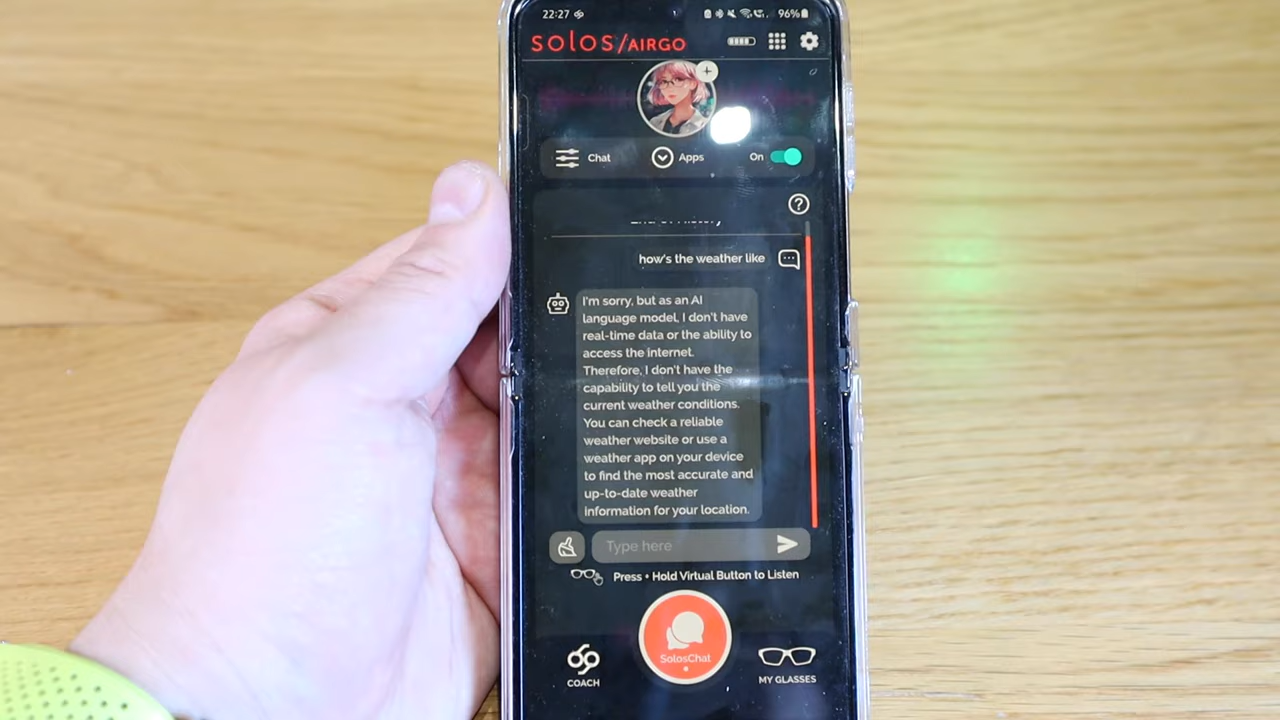 22:27
96%
solos/AIRGO
Chat
Apps
On
how's the weather like
I'm sorry, but as an AI
language model, I don't have
real-time data or the ability to
access the internet.
Therefore, I don't have the
capability to tell you the
current weather conditions.
You can check a reliable
weather website or use a
weather app on your device
to find the most accurate and
up-to-date weather
information for your location.
Type here
Press + Hold Virtual Button to Listen
SolosChat
COACH
MY GLASSES